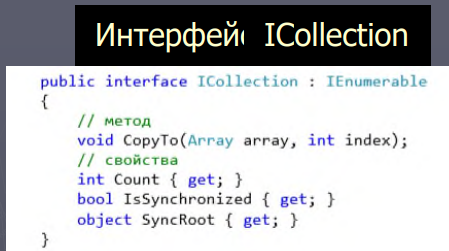 Интерфейс ICollection
public interface ICollection : IEnumerable
{
// метод
void CopyTo(Array array, int index);
// свойства
int Count { get; }
bool IsSynchronized { get; }
object SyncRoot { get; }
}